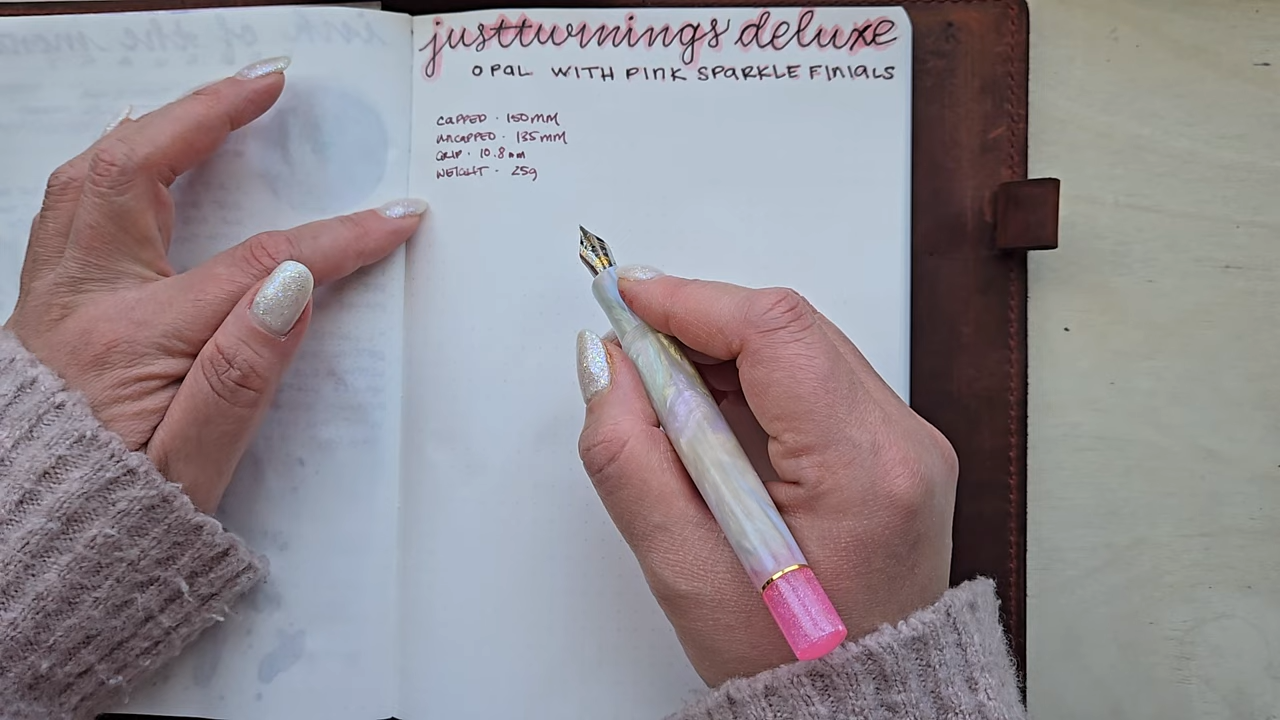 justturnings deluxe
OPAL WITH PINK SPARKLE FINIALS
CAPPED · 150mm
UNCAPPED · 135mm
GRIP · 10.8mm
WEIGHT · 25g